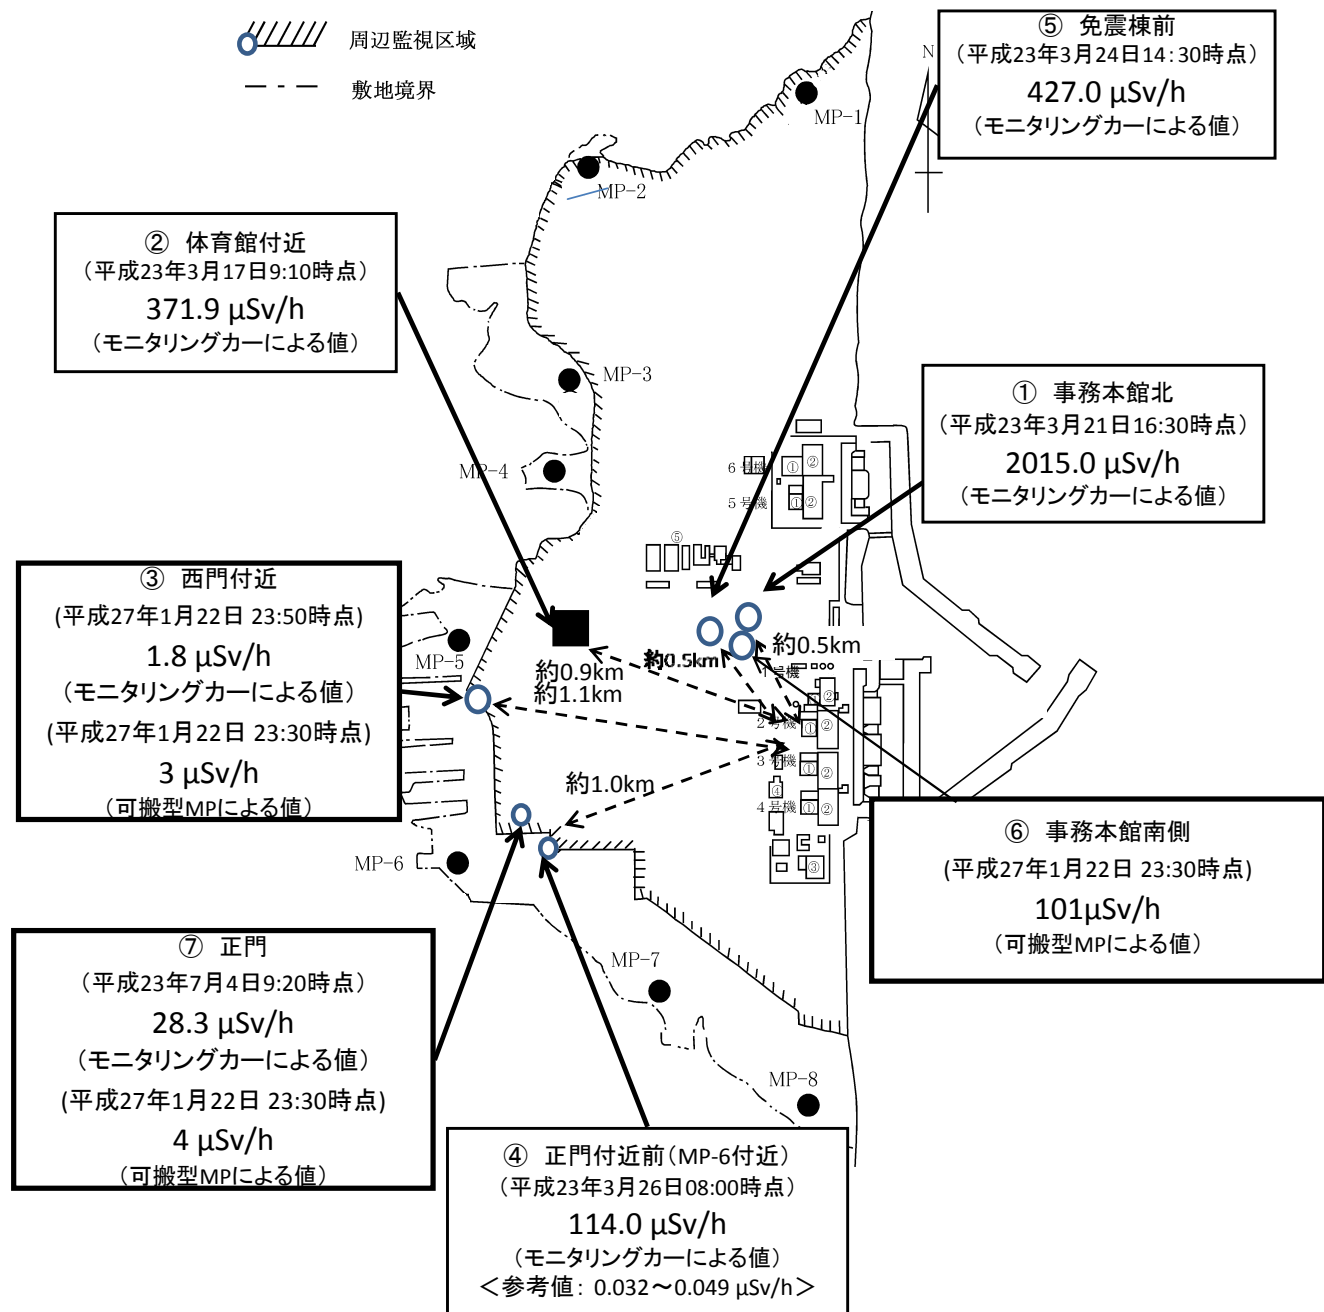 周辺監視区域
敷地境界
⑤ 免震棟前
（平成23年3月24日14:30時点）
427.0 μSv/h
（モニタリングカーによる値）
N
MP-1
MP-2
② 体育館付近
（平成23年3月17日9:10時点）
371.9 μSv/h
（モニタリングカーによる値）
MP-3
① 事務本館北
（平成23年3月21日16:30時点）
2015.0 μSv/h
（モニタリングカーによる値）
MP-4
6号機
①
②
5号機
①
②
⑤
③ 西門付近
(平成27年1月22日 23:50時点)
1.8 μSv/h
（モニタリングカーによる値）
(平成27年1月22日 23:30時点)
3 μSv/h
（可搬型MPによる値）
MP-5
約0.9km
約1.1km
約0.5km
約0.5km
1号機
②
2号機
①
②
3号機
①
②
④
4号機
①
②
③
約1.0km
MP-6
⑥ 事務本館南側
(平成27年1月22日 23:30時点)
101μSv/h
（可搬型MPによる値）
⑦ 正門
（平成23年7月4日9:20時点）
28.3 μSv/h
（モニタリングカーによる値）
(平成27年1月22日 23:30時点)
4 μSv/h
（可搬型MPによる値）
MP-7
MP-8
④ 正門付近前（MP-6付近）
（平成23年3月26日08:00時点）
114.0 μSv/h
（モニタリングカーによる値）
＜参考値: 0.032～0.049 μSv/h＞